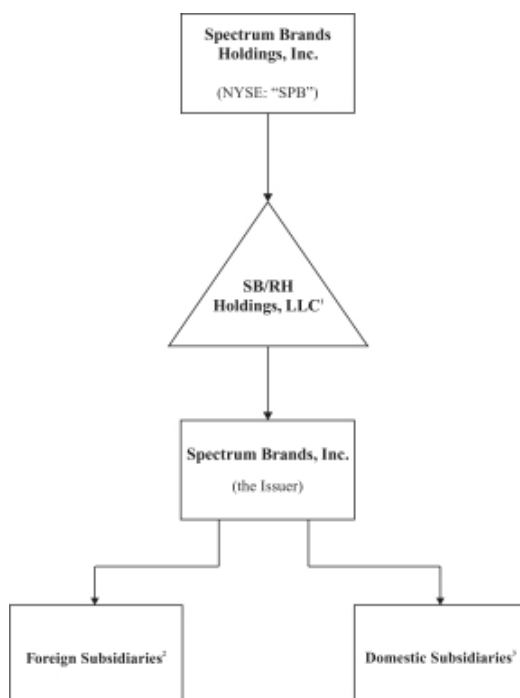 Spectrum Brands
Holdings, Inc.
(NYSE: “SPB”)
SB/RH
Holdings, LLC¹
Spectrum Brands, Inc.
(the Issuer)
Foreign Subsidiaries²
Domestic Subsidiaries³